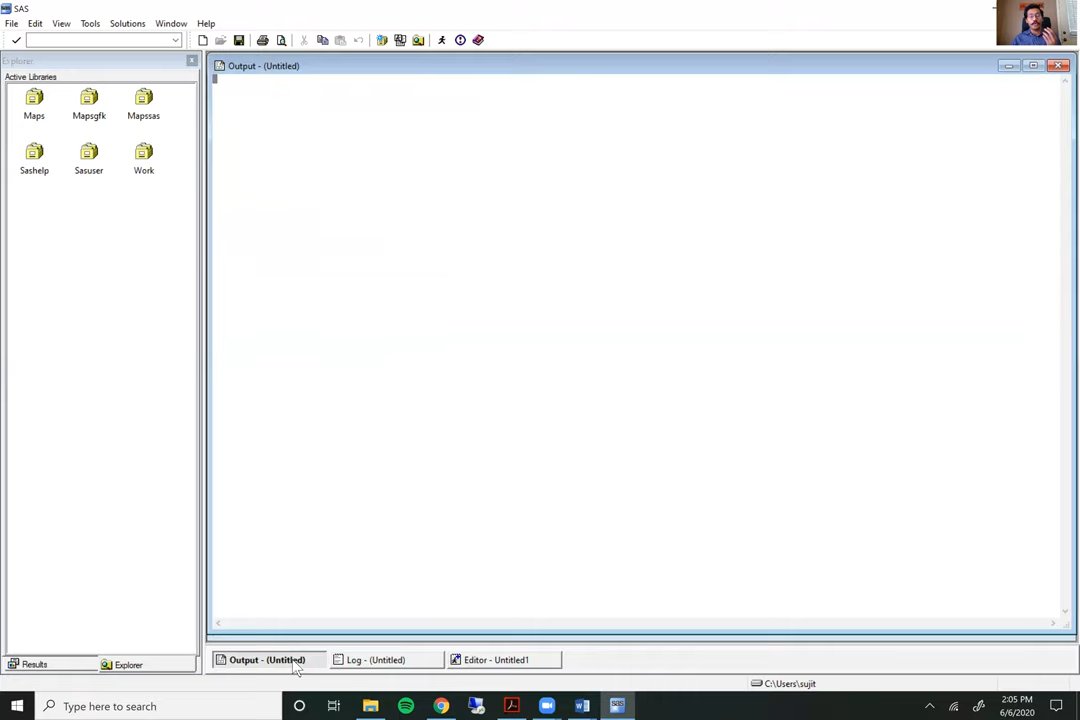 SAS
File Edit View Tools Solutions Window Help
Explorer
Active Libraries
Output - (Untitled)
Maps Mapsgfk Mapssas
Sashelp Sasuser Work
Results Explorer
Output - (Untitled) Log - (Untitled) Editor - Untitled1
C:\Users\sujit
Type here to search
sas
2:05 PM
6/6/2020